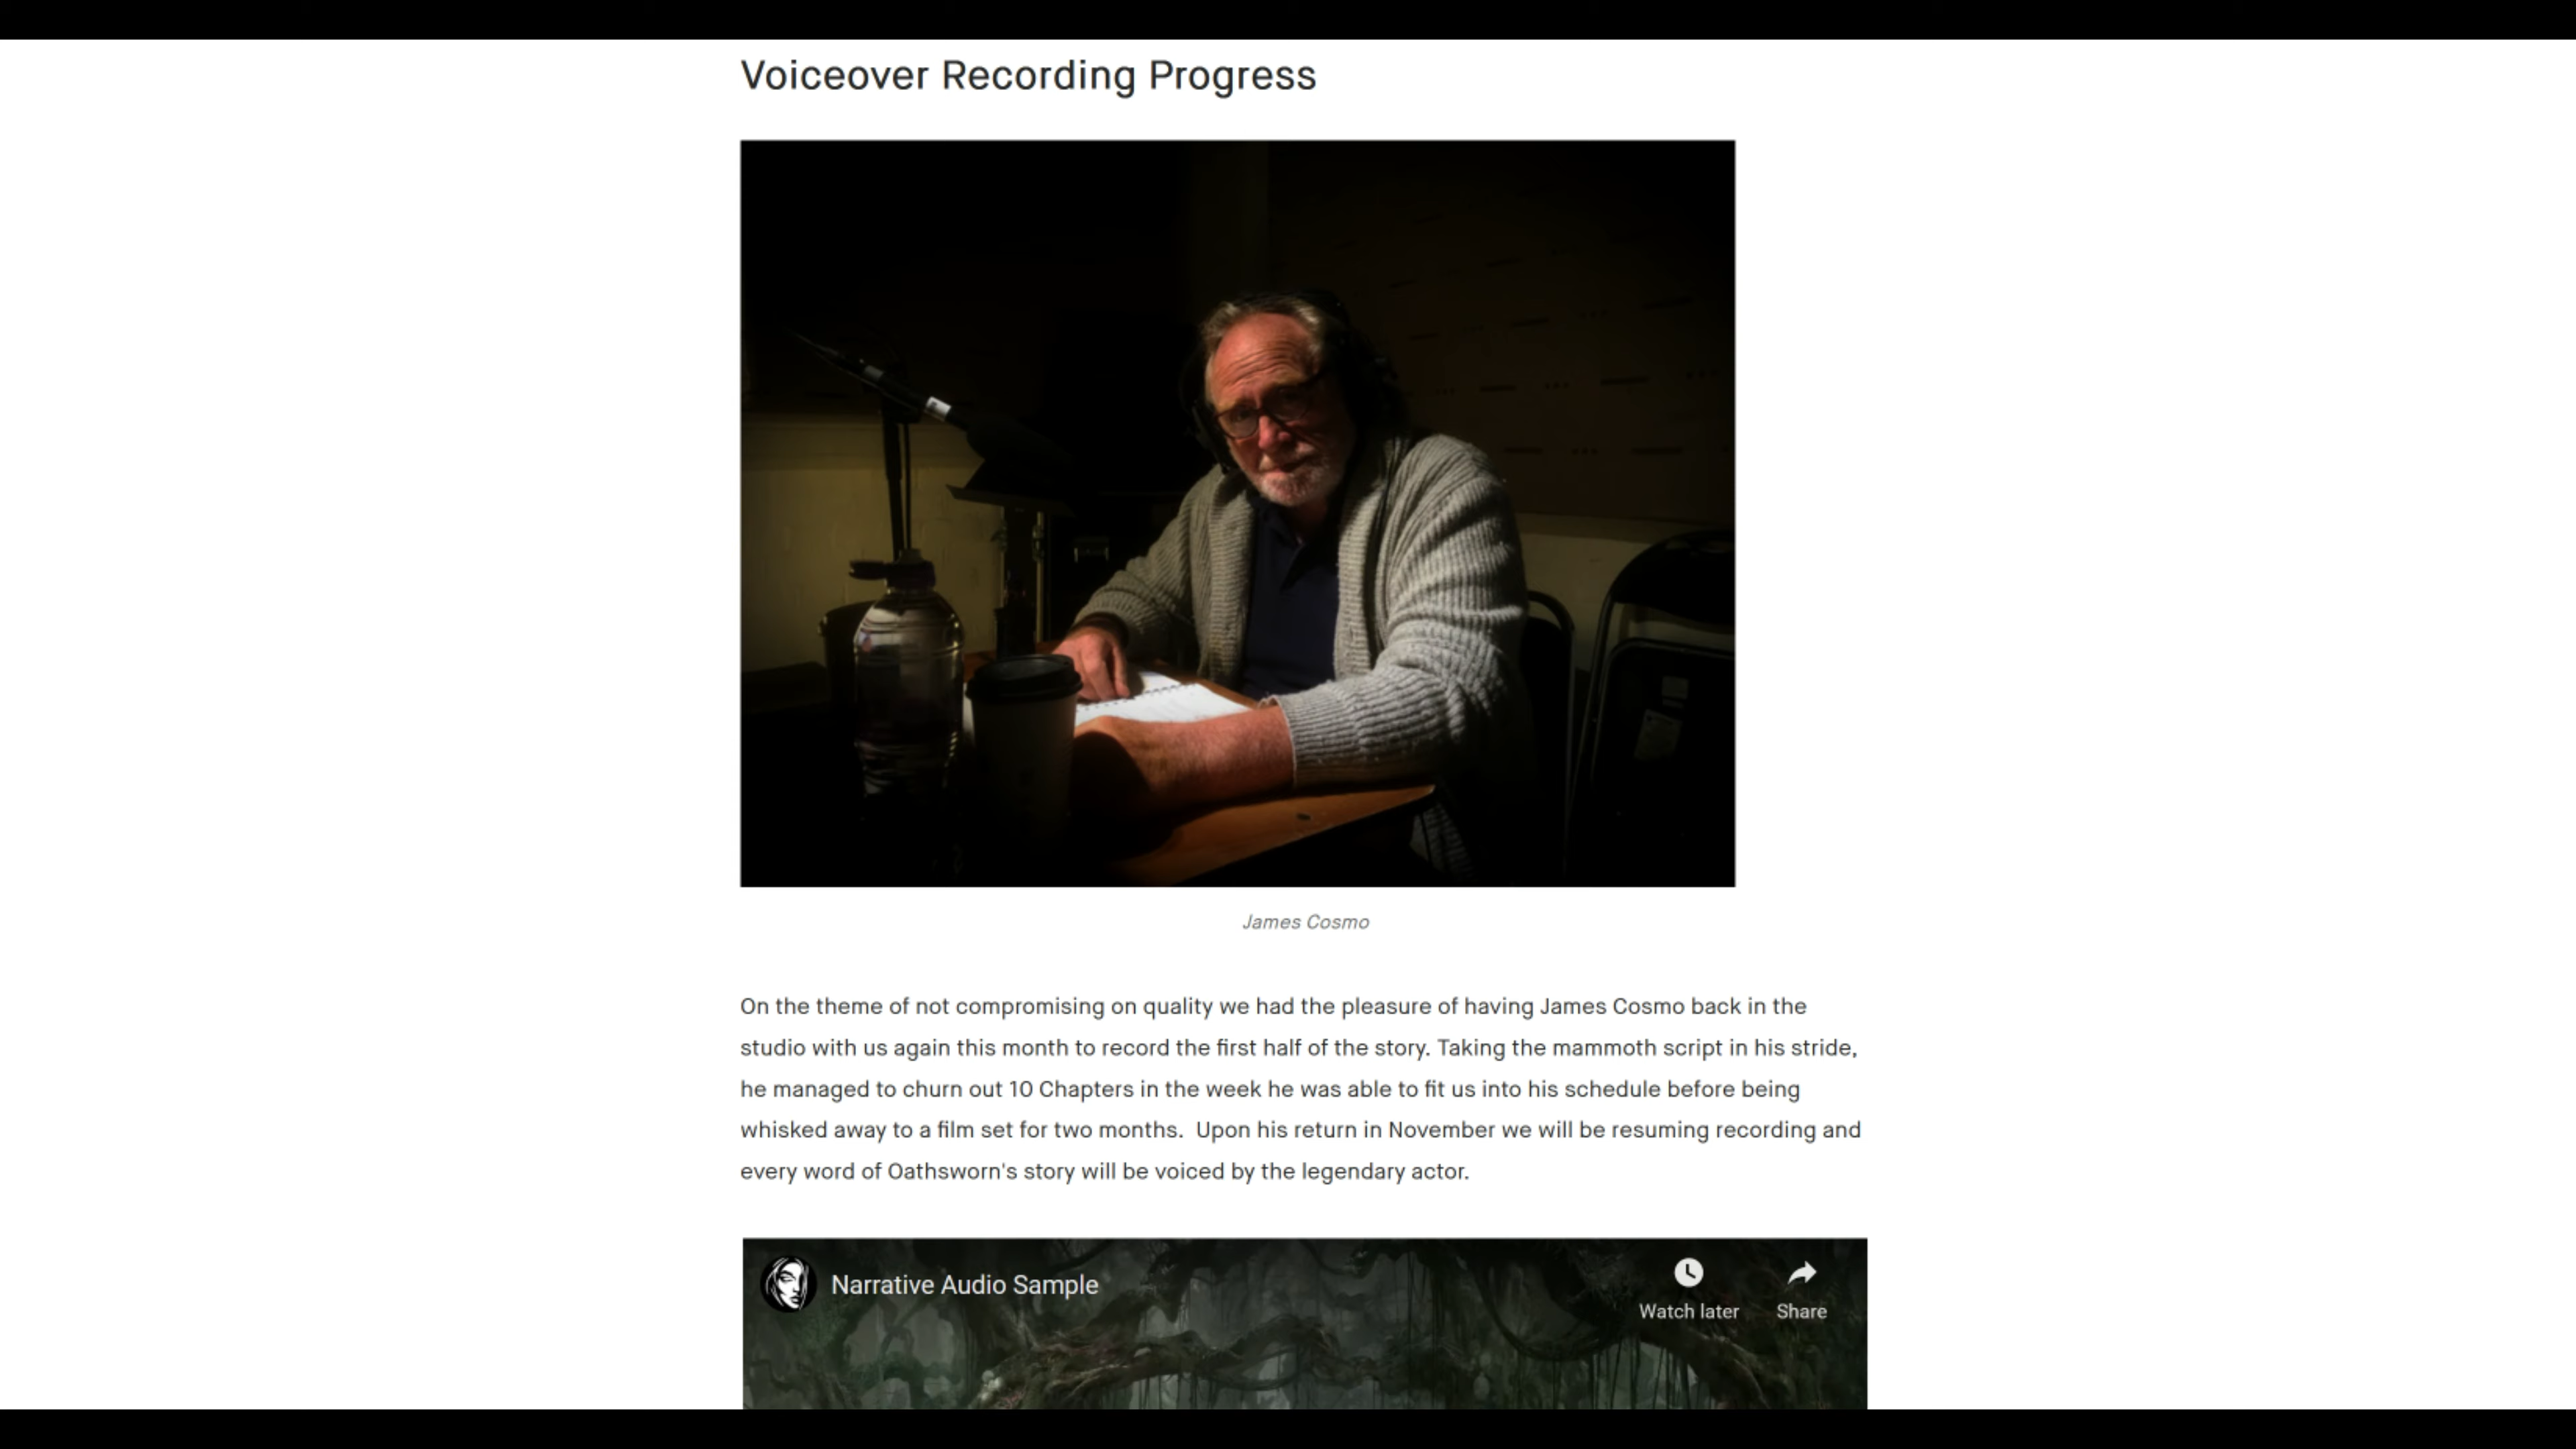 Voiceover Recording Progress
James Cosmo
On the theme of not compromising on quality we had the pleasure of having James Cosmo back in the
studio with us again this month to record the first half of the story. Taking the mammoth script in his stride,
he managed to churn out 10 Chapters in the week he was able to fit us into his schedule before being
whisked away to a film set for two months.  Upon his return in November we will be resuming recording and
every word of Oathsworn's story will be voiced by the legendary actor.
Narrative Audio Sample
Watch later
Share